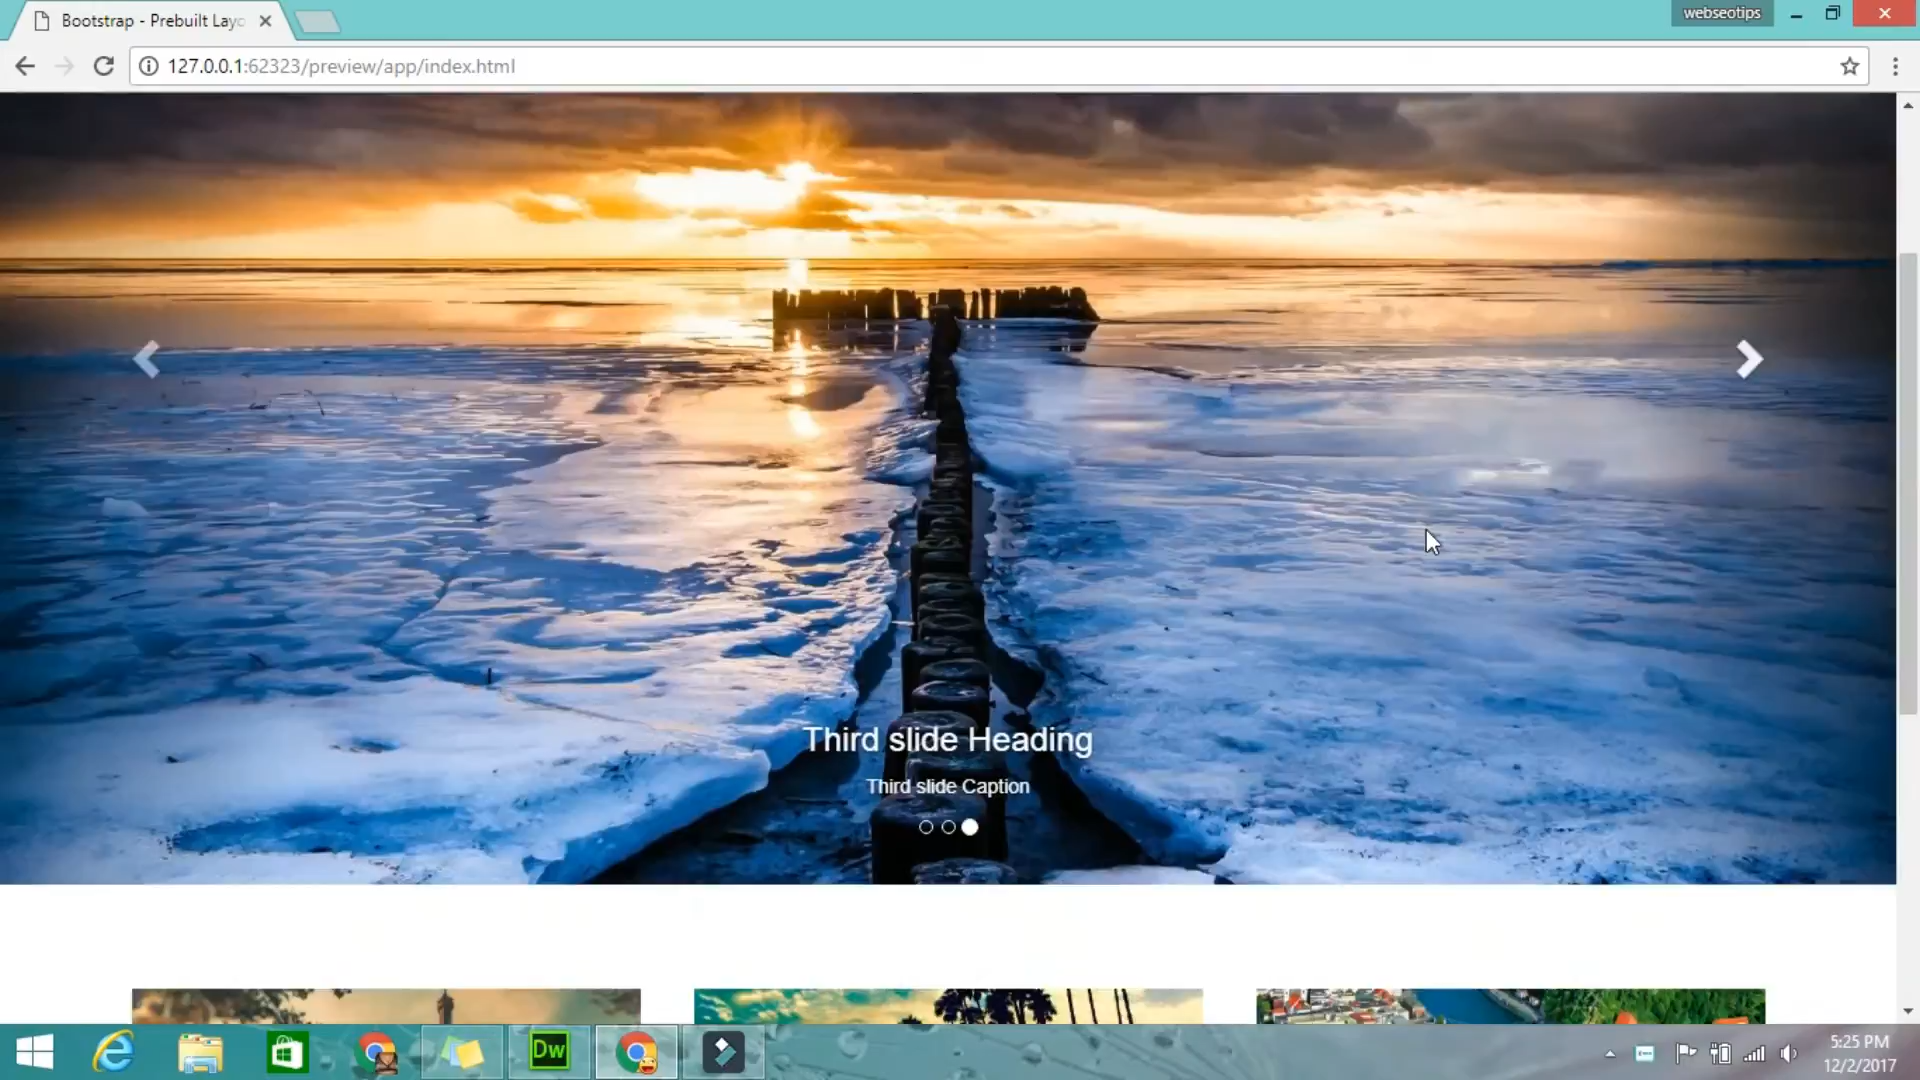 Bootstrap - Prebuilt Layo
webseotips
127.0.0.1:62323/preview/app/index.html
Third slide Heading
Third slide Caption
Dw
5:25 PM
12/2/2017